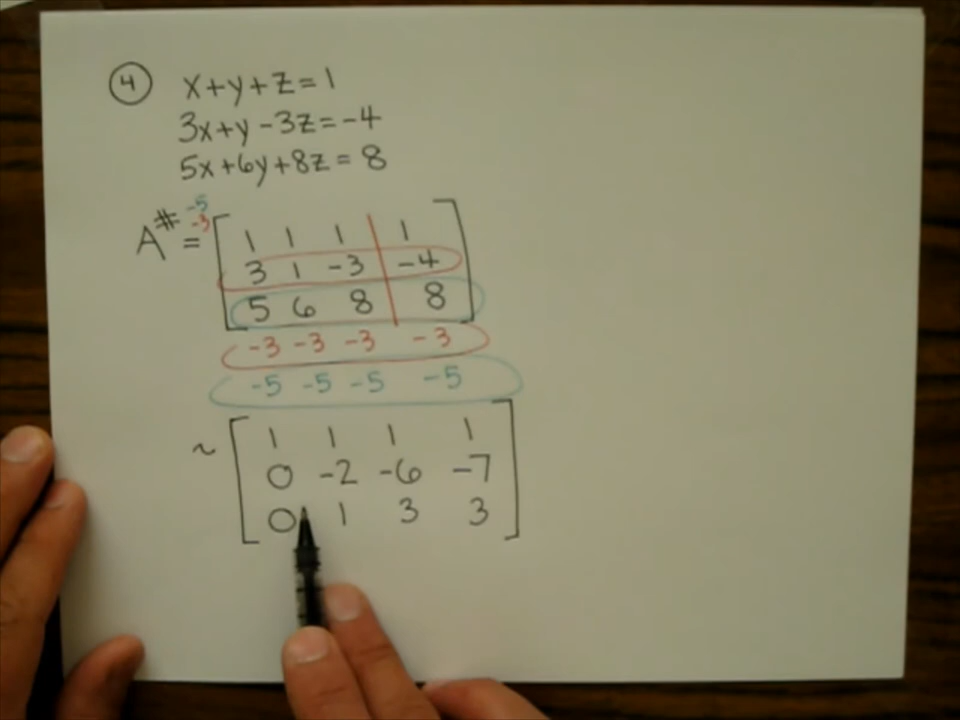 4 x+y+z=1
3x+y-3z=-4
5x+6y+8z=8
A# = -5
-3
1 1 1 1
3 1 -3 -4
5 6 8 8
-3 -3 -3 -3
-5 -5 -5 -5
~ 1 1 1 1
0 -2 -6 -7
0 1 3 3